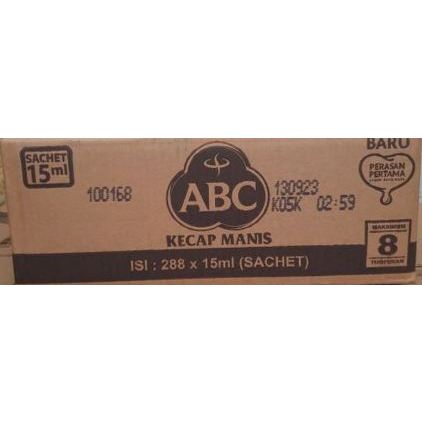 SACHET
15ml
100168
ABC
KECAP MANIS
130923
K05K 02:59
BARU
PERASAN
PERTAMA
MAKSIMUM
8
TUMPUKAN
ISI : 288 x 15ml (SACHET)